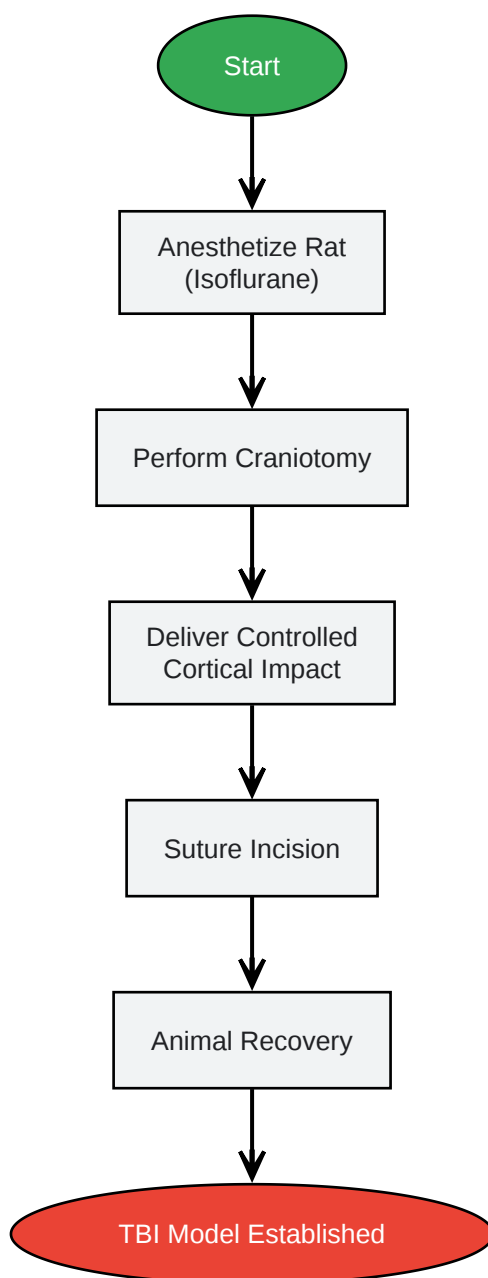 Start
Anesthetize Rat
(Isoflurane)
Perform Craniotomy
Deliver Controlled
Cortical Impact
Suture Incision
Animal Recovery
TBI Model Established